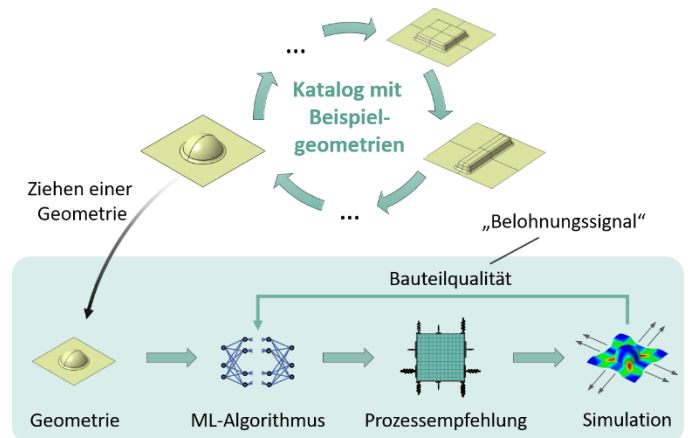 ...
Katalog mit
Beispiel-
geometrien
...
Ziehen einer
Geometrie
„Belohnungssignal“
Bauteilqualität
Geometrie
ML-Algorithmus
Prozessempfehlung
Simulation